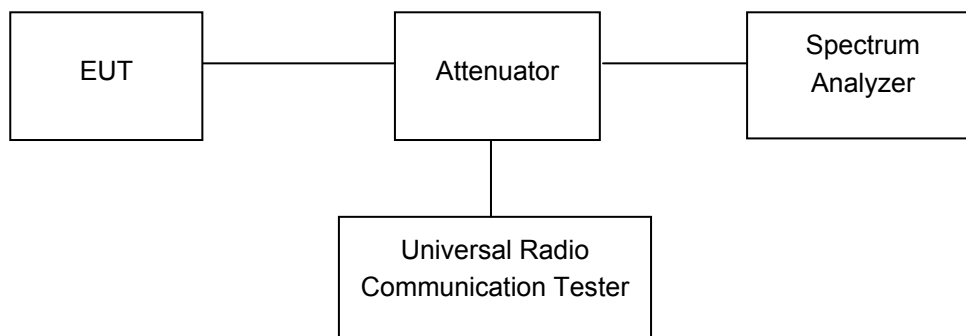 EUT
Attenuator
Spectrum
Analyzer
Universal Radio
Communication Tester